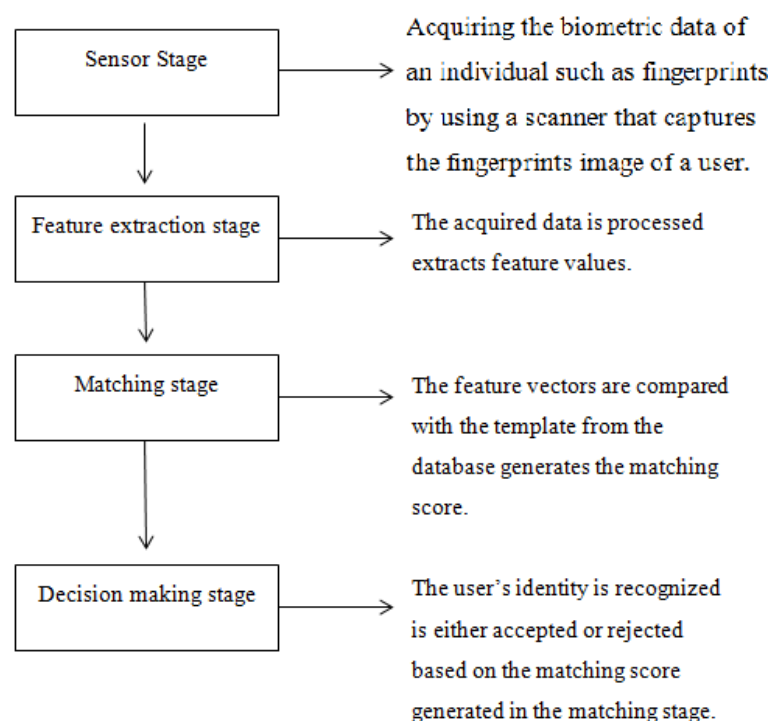 Sensor Stage
Acquiring the biometric data of
an individual such as fingerprints
by using a scanner that captures
the fingerprints image of a user.
Feature extraction stage
The acquired data is processed
extracts feature values.
Matching stage
The feature vectors are compared
with the template from the
database generates the matching
score.
Decision making stage
The user’s identity is recognized
is either accepted or rejected
based on the matching score
generated in the matching stage.